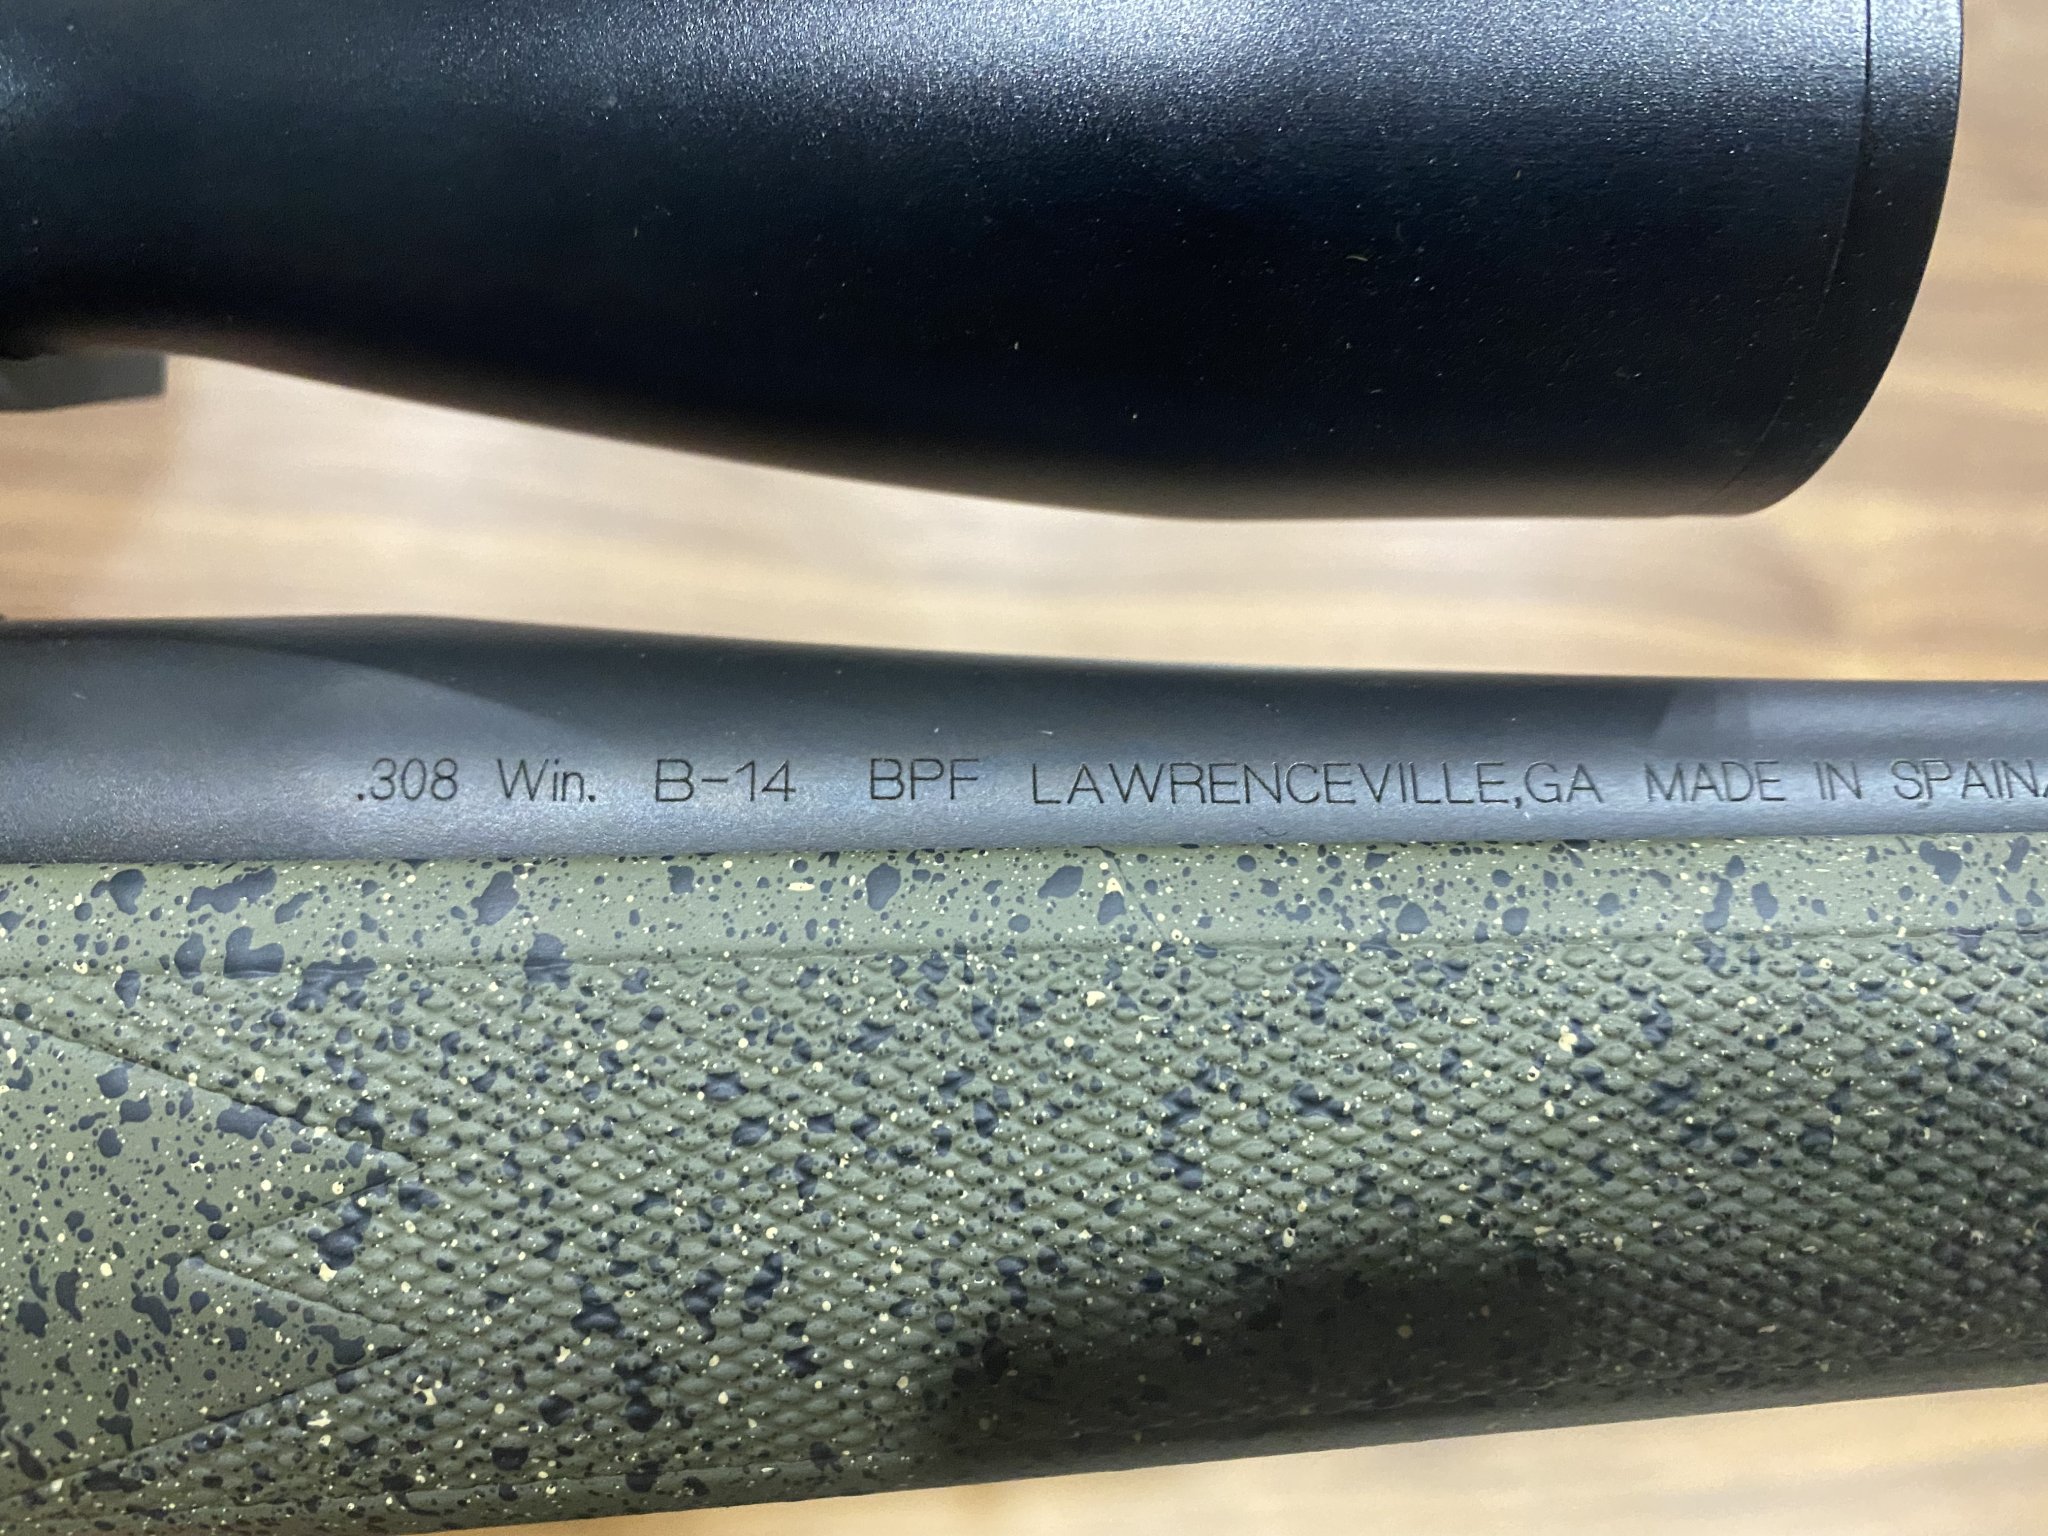 .308 Win. B-14 BPF LAWRENCEVILLE,GA MADE IN SPAIN